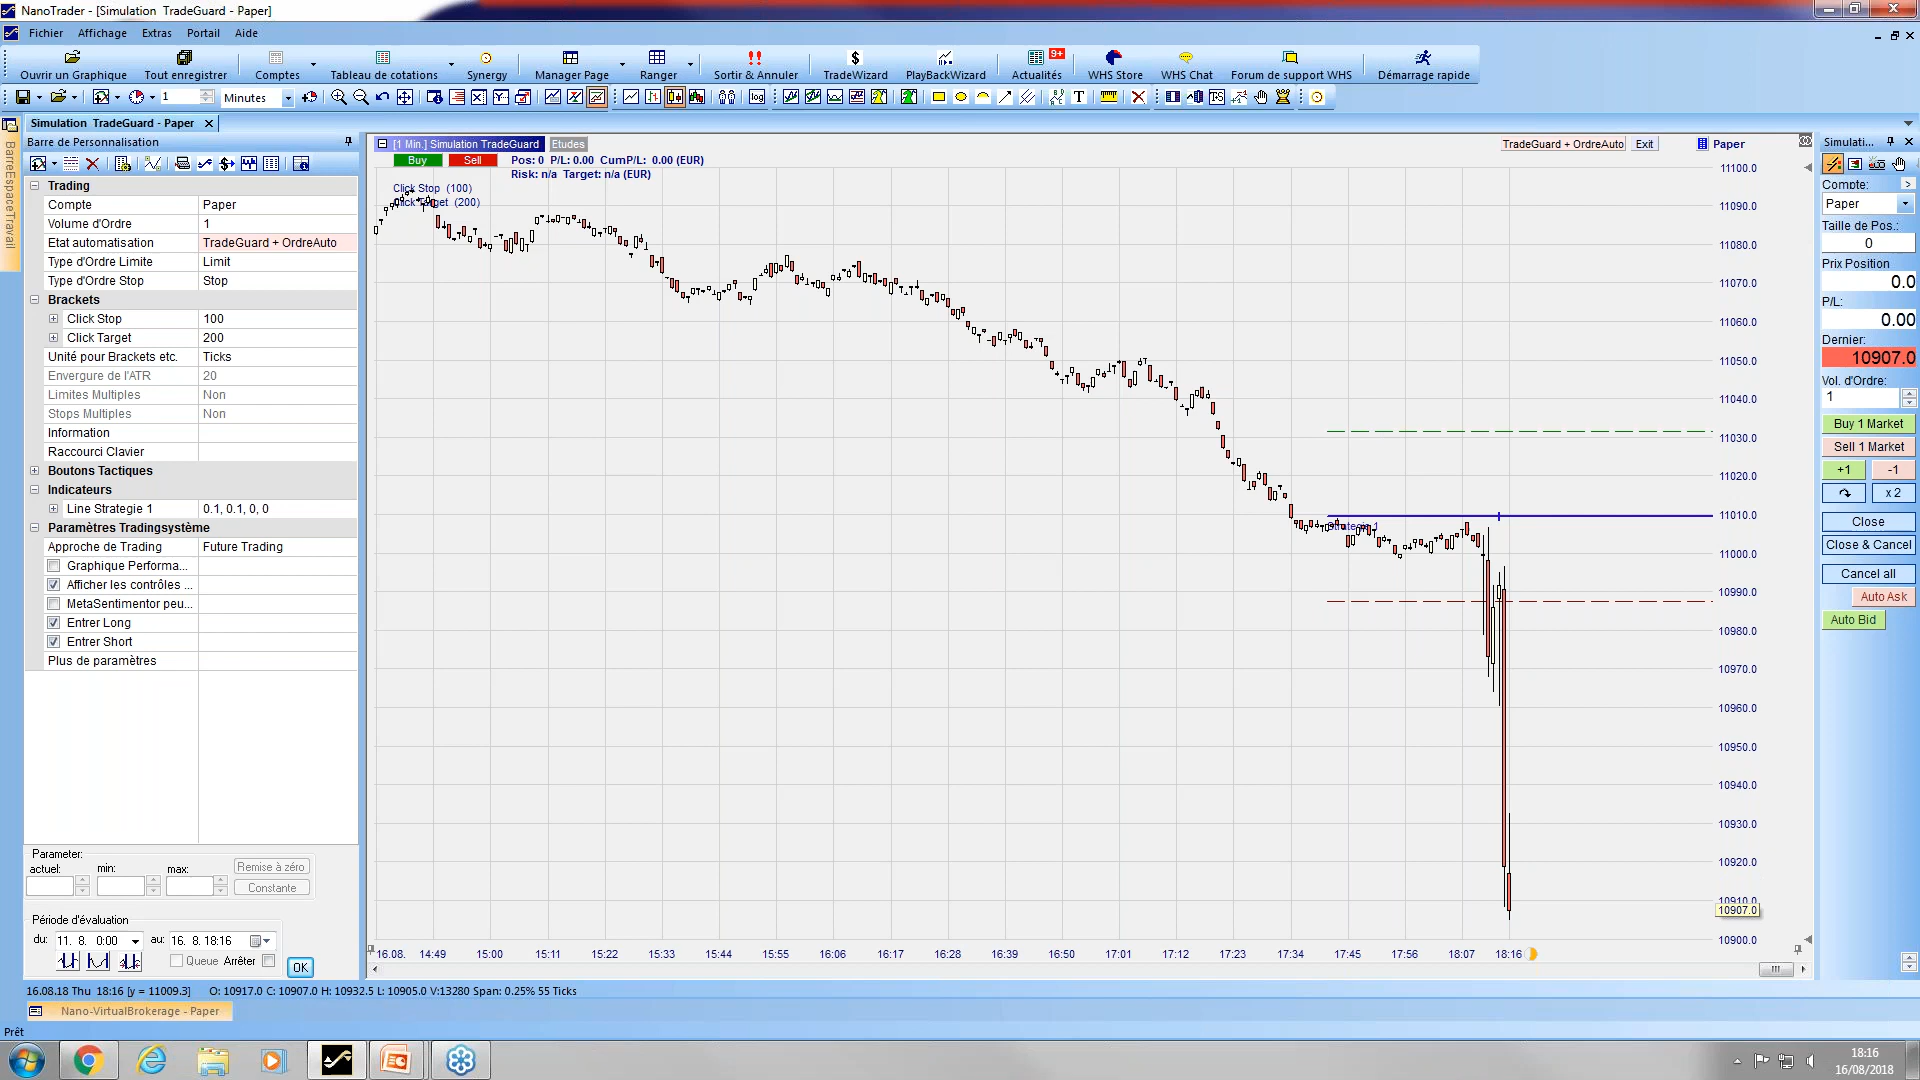 NanoTrader - [Simulation  TradeGuard - Paper]
Fichier Affichage Extras Portail Aide
Ouvrir un Graphique Tout enregistrer Comptes Tableau de cotations Synergy Manager Page Ranger Sortir & Annuler TradeWizard PlayBackWizard Actualités 9+ WHS Store WHS Chat Forum de support WHS Démarrage rapide
1 Minutes log T
Simulation  TradeGuard - Paper
BarreEspaceTravail
Barre de Personnalisation
Trading
Compte Paper
Volume d'Ordre 1
Etat automatisation TradeGuard + OrdreAuto
Type d'Ordre Limite Limit
Type d'Ordre Stop Stop
Brackets
Click Stop 100
Click Target 200
Unité pour Brackets etc. Ticks
Envergure de l'ATR 20
Limites Multiples Non
Stops Multiples Non
Information
Raccourci Clavier
Boutons Tactiques
Indicateurs
Line Strategie 1 0.1, 0.1, 0, 0
Paramètres Tradingsystème
Approche de Trading Future Trading
Graphique Performa...
Afficher les contrôles ...
MetaSentimentor peu...
Entrer Long
Entrer Short
Plus de paramètres
Parameter:
actuel: min: max: Remise à zéro
Constante
Période d'évaluation
du: 11. 8. 0:00 au: 16. 8. 18:16
Queue Arrêter OK
[1 Min.] Simulation TradeGuard Etudes
TradeGuard + OrdreAuto Exit Paper
Buy Sell Pos: 0 P/L: 0.00 CumP/L: 0.00 (EUR)
Risk: n/a Target: n/a (EUR)
Click Stop (100)
Click Target (200)
Strategie 1
11100.0
11090.0
11080.0
11070.0
11060.0
11050.0
11040.0
11030.0
11020.0
11010.0
11000.0
10990.0
10980.0
10970.0
10960.0
10950.0
10940.0
10930.0
10920.0
10910.0
10907.0
10900.0
16.08. 14:49 15:00 15:11 15:22 15:33 15:44 15:55 16:06 16:17 16:28 16:39 16:50 17:01 17:12 17:23 17:34 17:45 17:56 18:07 18:16
Simulati...
Compte: >
Paper
Taille de Pos.:
0
Prix Position
0.0
P/L:
0.00
Dernier:
10907.0
Vol. d'Ordre:
1
Buy 1 Market
Sell 1 Market
+1 -1
x 2
Close
Close & Cancel
Cancel all
Auto Ask
Auto Bid
16.08.18 Thu 18:16 [y = 11009.3] O: 10917.0 C: 10907.0 H: 10932.5 L: 10905.0 V:13280 Span: 0.25% 55 Ticks
Nano-VirtualBrokerage - Paper
Prêt
18:16
16/08/2018